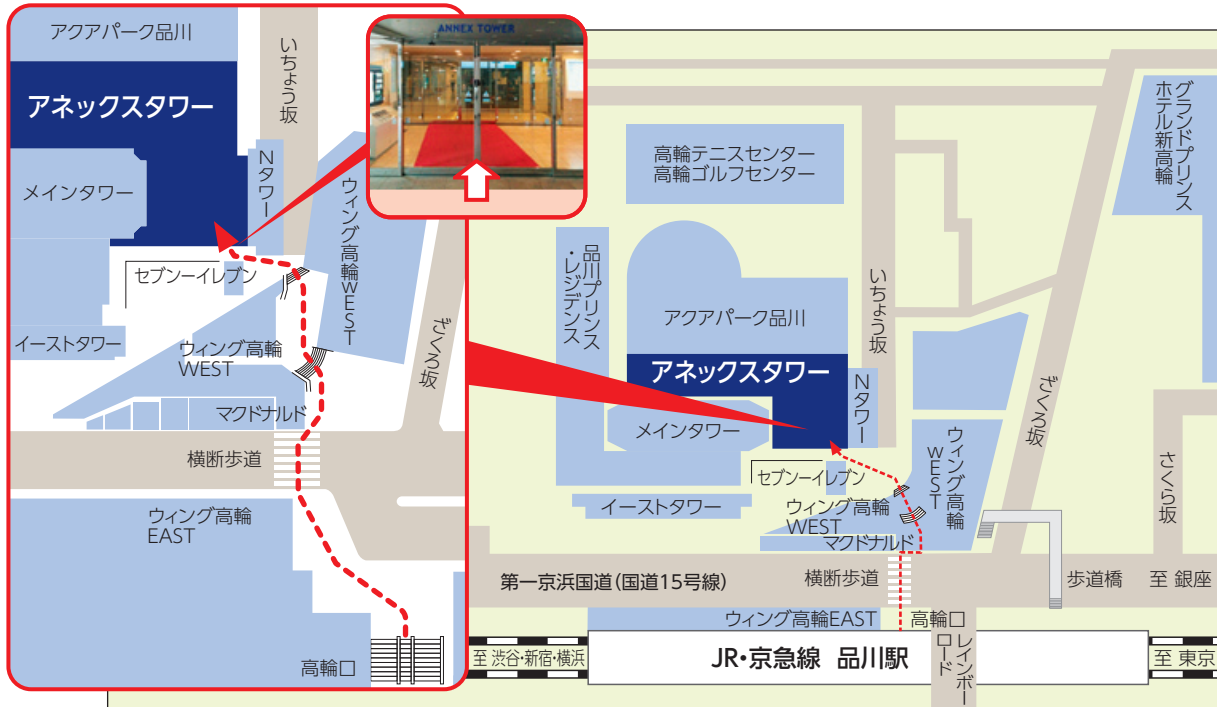 アクアパーク品川
いちょう坂
アネックスタワー
Nタワー
メインタワー
ウィング高輪WEST
セブン-イレブン
イーストタワー
ウィング高輪
WEST
ざくろ坂
マクドナルド
横断歩道
ウィング高輪
EAST
高輪口
ANNEX TOWER
高輪テニスセンター
高輪ゴルフセンター
グランドプリンス
ホテル新高輪
品川プリンス
・レジデンス
アクアパーク品川
いちょう坂
アネックスタワー
Nタワー
メインタワー
ざくろ坂
ウィング高輪
WEST
セブン-イレブン
イーストタワー
ウィング高輪
WEST
マクドナルド
さくら坂
第一京浜国道(国道15号線)
横断歩道
歩道橋
至 銀座
ウィング高輪EAST
高輪口
レインボー
ロード
至 渋谷・新宿・横浜
JR・京急線 品川駅
至 東京